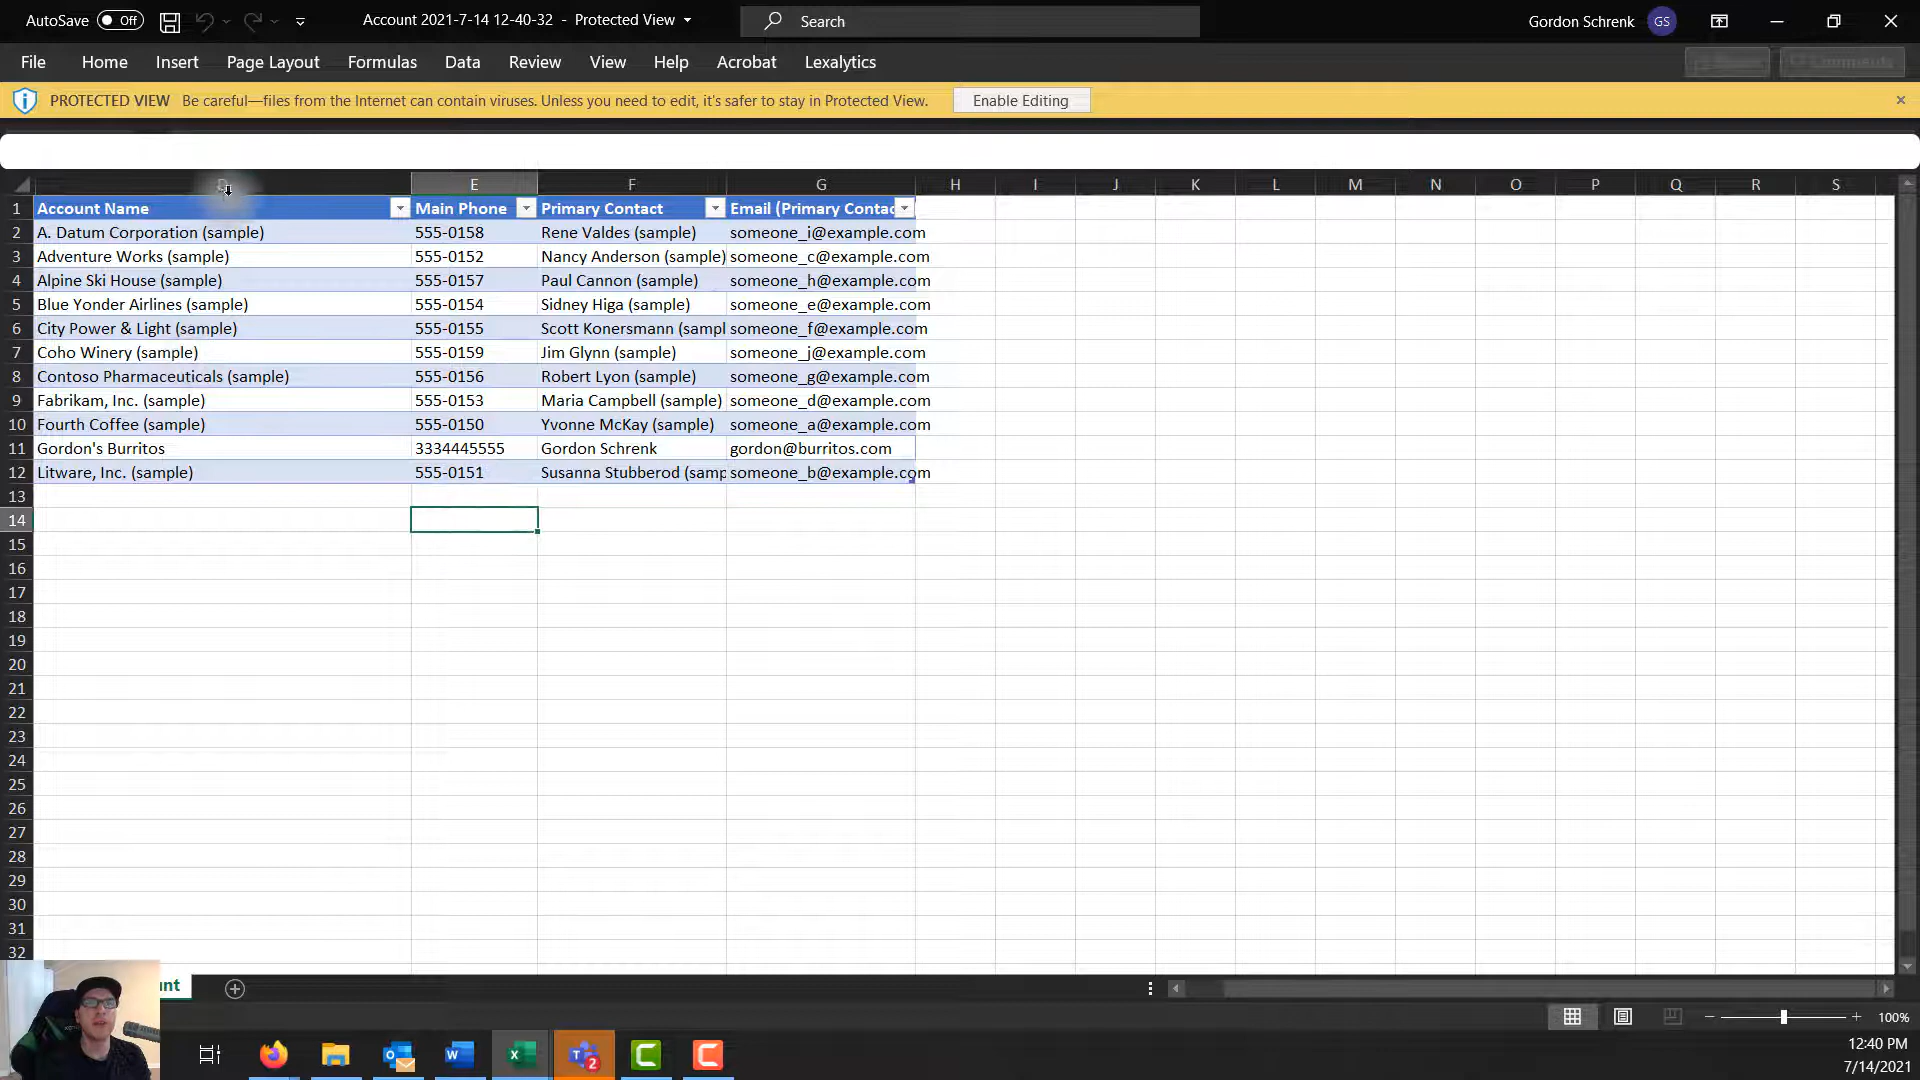 AutoSave Off Account 2021-7-14 12-40-32 - Protected View Search Gordon Schrenk GS
File Home Insert Page Layout Formulas Data Review View Help Acrobat Lexalytics
PROTECTED VIEW Be careful—files from the Internet can contain viruses. Unless you need to edit, it's safer to stay in Protected View. Enable Editing
D E F G H I J K L M N O P Q R S
1 Account Name Main Phone Primary Contact Email (Primary Contac
2 A. Datum Corporation (sample) 555-0158 Rene Valdes (sample) someone_i@example.com
3 Adventure Works (sample) 555-0152 Nancy Anderson (sample) someone_c@example.com
4 Alpine Ski House (sample) 555-0157 Paul Cannon (sample) someone_h@example.com
5 Blue Yonder Airlines (sample) 555-0154 Sidney Higa (sample) someone_e@example.com
6 City Power & Light (sample) 555-0155 Scott Konersmann (sampl someone_f@example.com
7 Coho Winery (sample) 555-0159 Jim Glynn (sample) someone_j@example.com
8 Contoso Pharmaceuticals (sample) 555-0156 Robert Lyon (sample) someone_g@example.com
9 Fabrikam, Inc. (sample) 555-0153 Maria Campbell (sample) someone_d@example.com
10 Fourth Coffee (sample) 555-0150 Yvonne McKay (sample) someone_a@example.com
11 Gordon's Burritos 3334445555 Gordon Schrenk gordon@burritos.com
12 Litware, Inc. (sample) 555-0151 Susanna Stubberod (samp someone_b@example.com
13
14
15
16
17
18
19
20
21
22
23
24
25
26
27
28
29
30
31
32
unt
100%
2
12:40 PM
7/14/2021